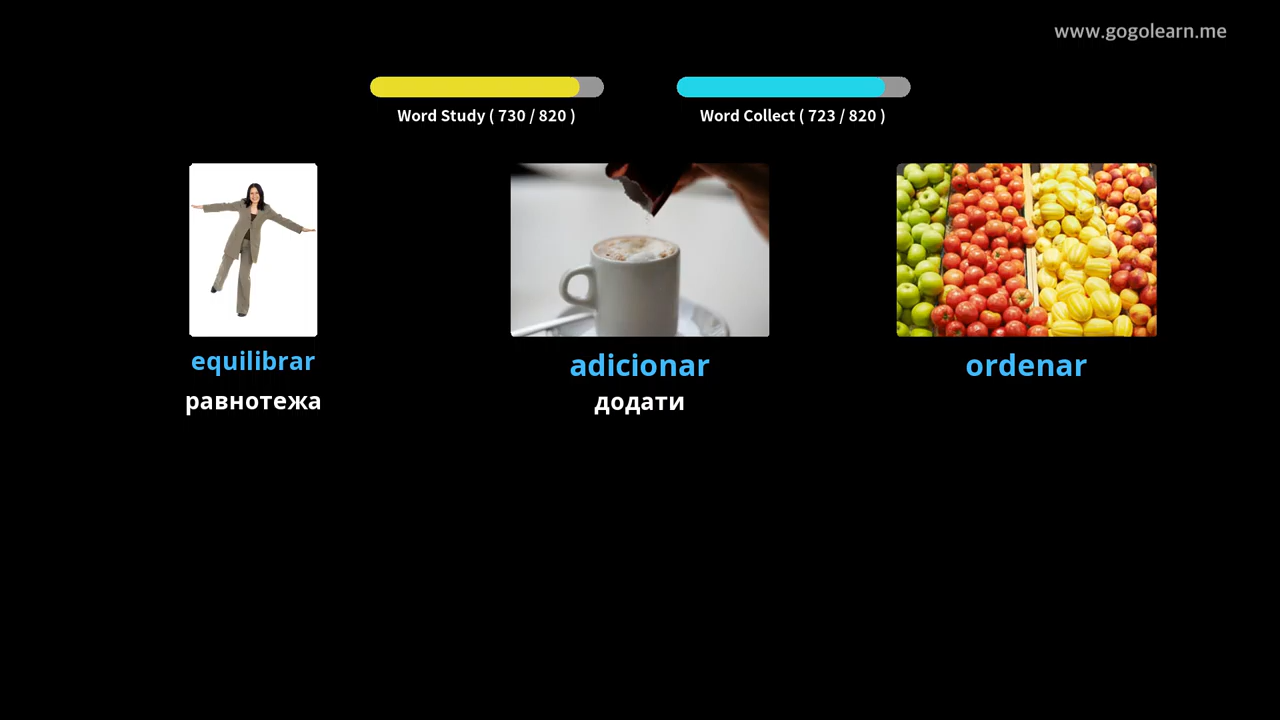 www.gogolearn.me
Word Study ( 730 / 820 )
Word Collect ( 723 / 820 )
equilibrar
равнотежа
adicionar
додати
ordenar